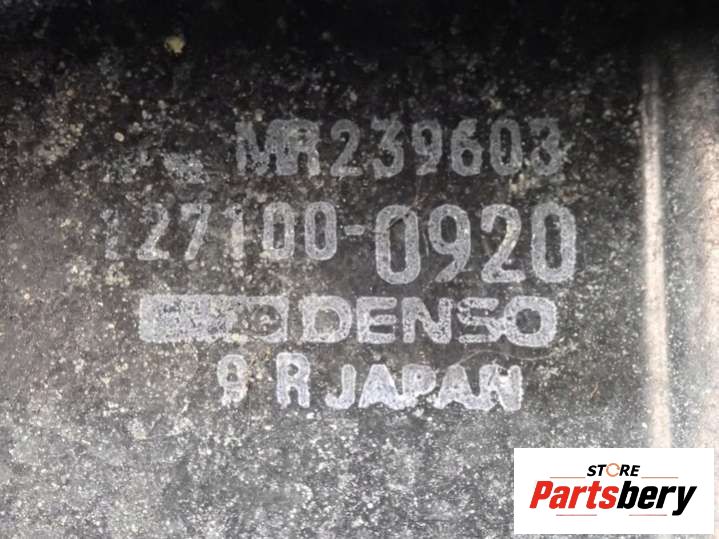 MR239603
127100-0920
DENSO
9 R JAPAN
STORE
Partsbery